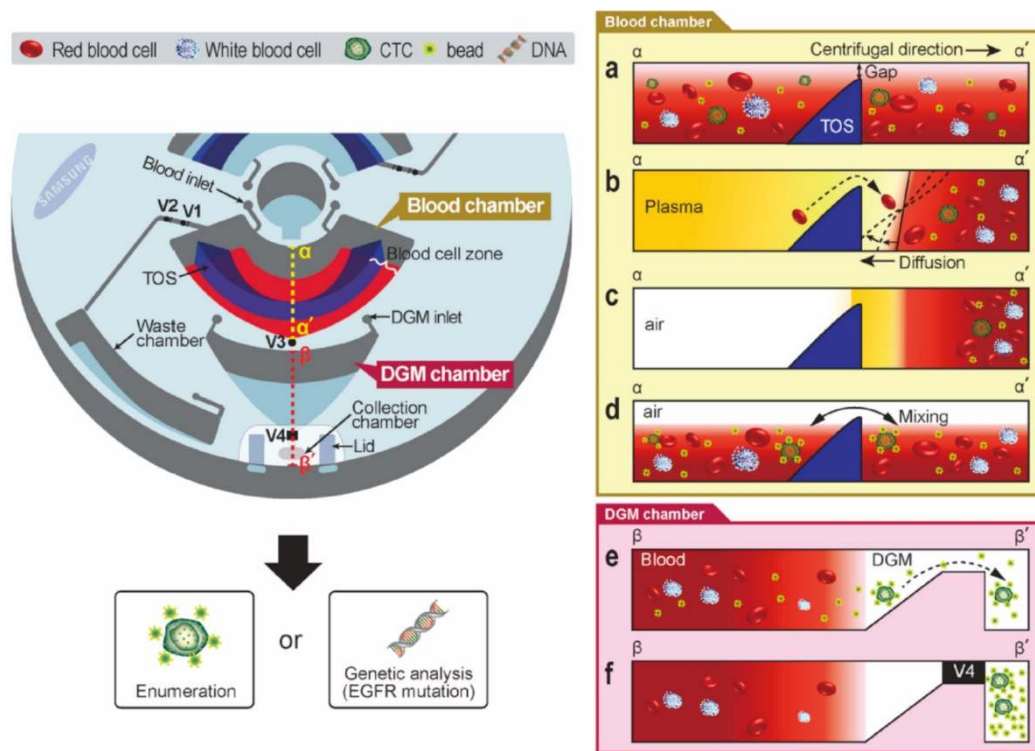 Red blood cell
White blood cell
CTC
bead
DNA
SAMSUNG
Blood inlet
V2
V1
Blood chamber
α
Blood cell zone
TOS
α′
DGM inlet
V3
β
Waste chamber
DGM chamber
Collection chamber
V4
Lid
β′
Enumeration
or
Genetic analysis
(EGFR mutation)
Blood chamber
α
Centrifugal direction
α′
a
Gap
TOS
α
α′
b
Plasma
Diffusion
α
α′
c
air
α
α′
d
air
Mixing
DGM chamber
β
β′
e
Blood
DGM
β
β′
f
V4